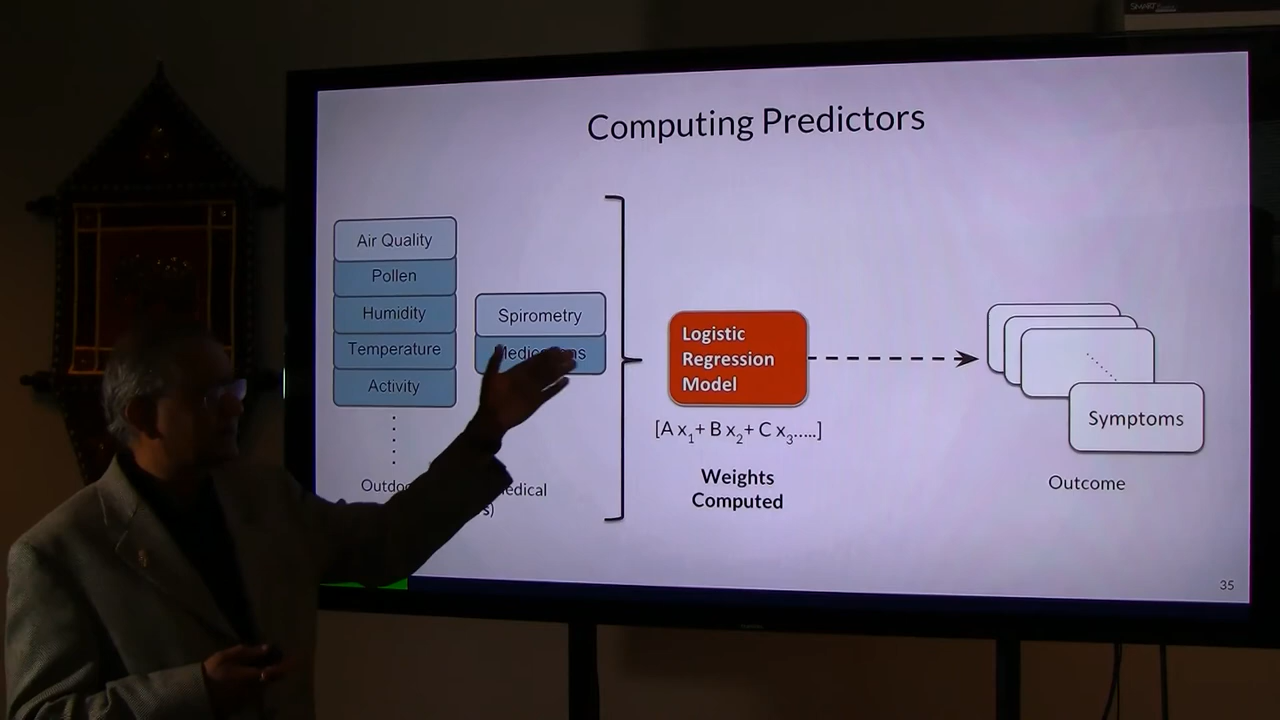 SMART
Computing Predictors
Air Quality
Pollen
Humidity
Temperature
Activity
Spirometry
Logistic
Regression
Model
[A x₁+ B x₂+ C x₃.....]
Weights
Computed
Symptoms
Outcome
35